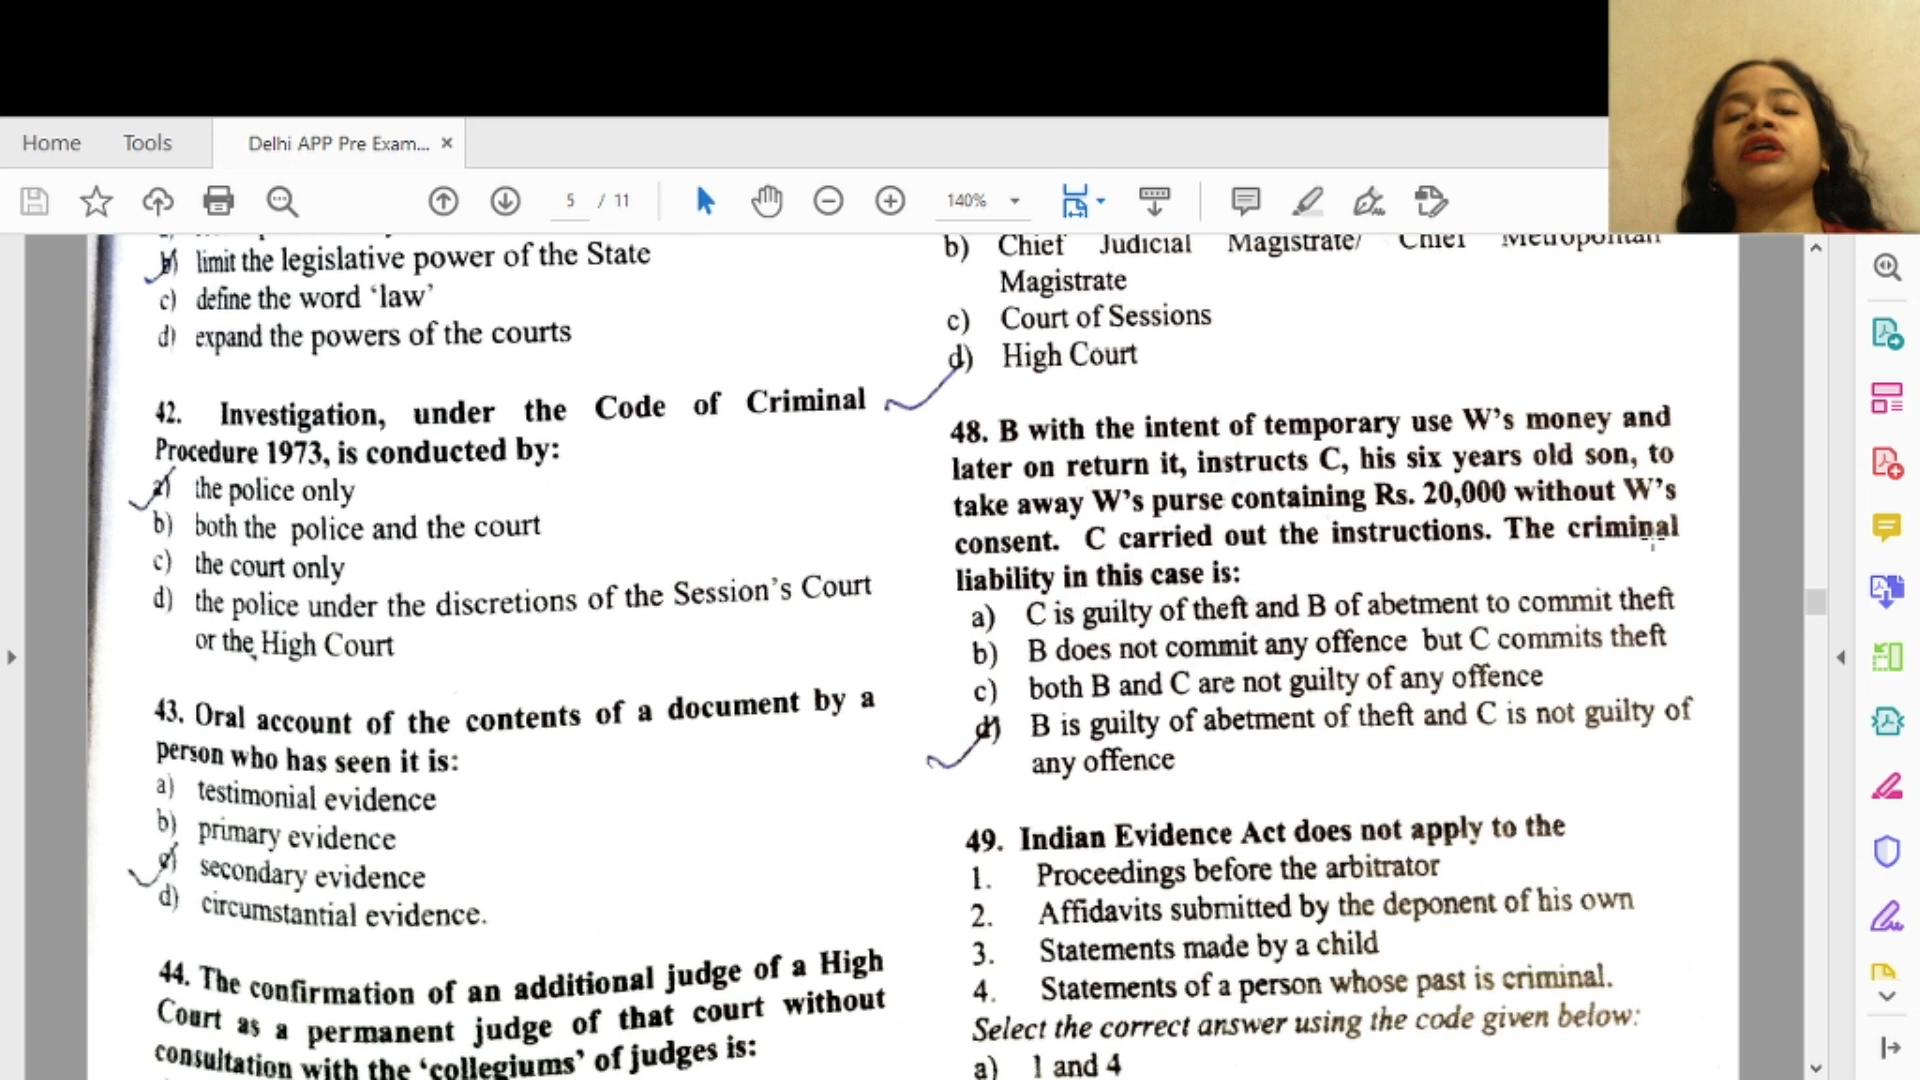 Home Tools Delhi APP Pre Exam... ×
5 / 11 140%
b) limit the legislative power of the State
c) define the word ‘law’
d) expand the powers of the courts
42. Investigation, under the Code of Criminal
Procedure 1973, is conducted by:
a) the police only
b) both the police and the court
c) the court only
d) the police under the discretions of the Session’s Court
or the High Court
43. Oral account of the contents of a document by a
person who has seen it is:
a) testimonial evidence
b) primary evidence
c) secondary evidence
d) circumstantial evidence.
44. The confirmation of an additional judge of a High
Court as a permanent judge of that court without
consultation with the ‘collegiums’ of judges is:
b) Chief Judicial Magistrate/ Chief Metropolitan
Magistrate
c) Court of Sessions
d) High Court
48. B with the intent of temporary use W’s money and
later on return it, instructs C, his six years old son, to
take away W’s purse containing Rs. 20,000 without W’s
consent. C carried out the instructions. The criminal
liability in this case is:
a) C is guilty of theft and B of abetment to commit theft
b) B does not commit any offence but C commits theft
c) both B and C are not guilty of any offence
d) B is guilty of abetment of theft and C is not guilty of
any offence
49. Indian Evidence Act does not apply to the
1. Proceedings before the arbitrator
2. Affidavits submitted by the deponent of his own
3. Statements made by a child
4. Statements of a person whose past is criminal.
Select the correct answer using the code given below:
a) 1 and 4